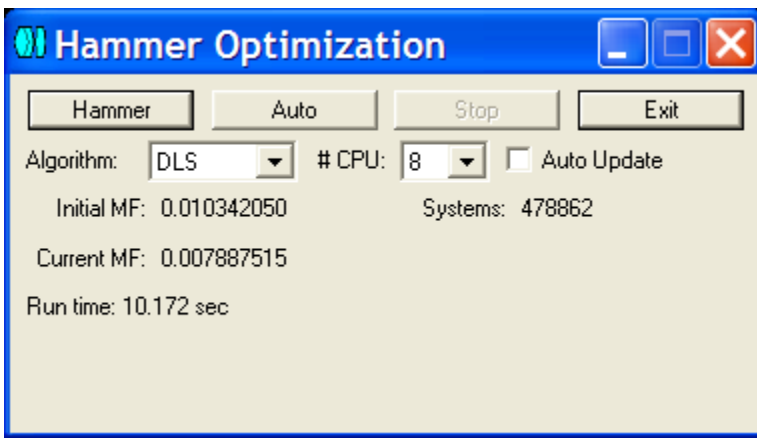 Hammer Optimization
Hammer Auto Stop Exit
Algorithm: DLS # CPU: 8 Auto Update
Initial MF: 0.010342050 Systems: 478862
Current MF: 0.007887515
Run time: 10.172 sec